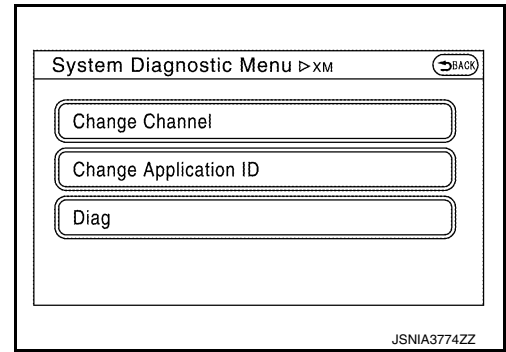 System Diagnostic Menu ▷XM
BACK
Change Channel
Change Application ID
Diag
JSNIA3774ZZ